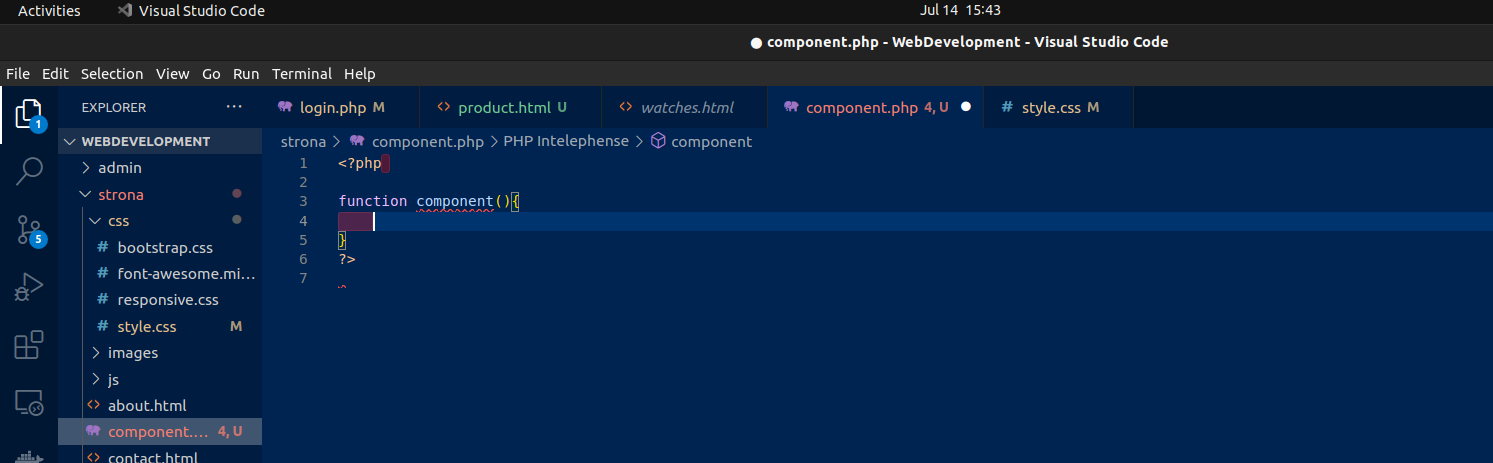 Activities Visual Studio Code Jul 14 15:43
● component.php - WebDevelopment - Visual Studio Code
File Edit Selection View Go Run Terminal Help
EXPLORER ··· login.php M <> product.html U <> watches.html component.php 4, U ● # style.css M
1
WEBDEVELOPMENT strona > component.php > PHP Intelephense > component
> admin
strona
css
# bootstrap.css
# font-awesome.mi...
# responsive.css
# style.css M
> images
> js
<> about.html
component.... 4, U
<> contact.html
5
1 <?php
2
3 function component(){
4
5 }
6 ?>
7